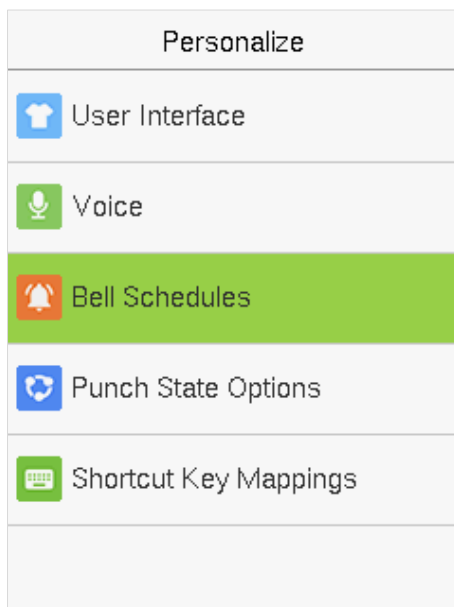 Personalize
User Interface
Voice
Bell Schedules
Punch State Options
Shortcut Key Mappings